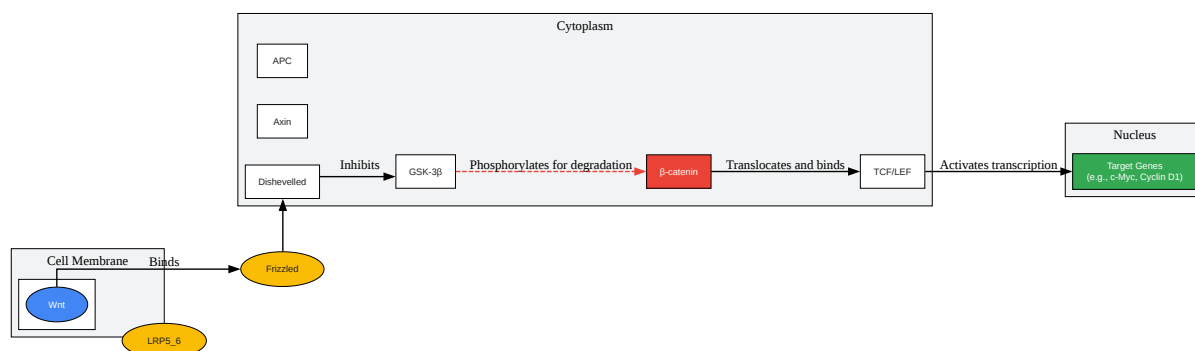 Cytoplasm
APC
Axin
Dishevelled
Inhibits
GSK-3β
Phosphorylates for degradation
β-catenin
Translocates and binds
TCF/LEF
Activates transcription
Nucleus
Target Genes
(e.g., c-Myc, Cyclin D1)
Cell Membrane
Binds
Frizzled
Wnt
LRP5_6